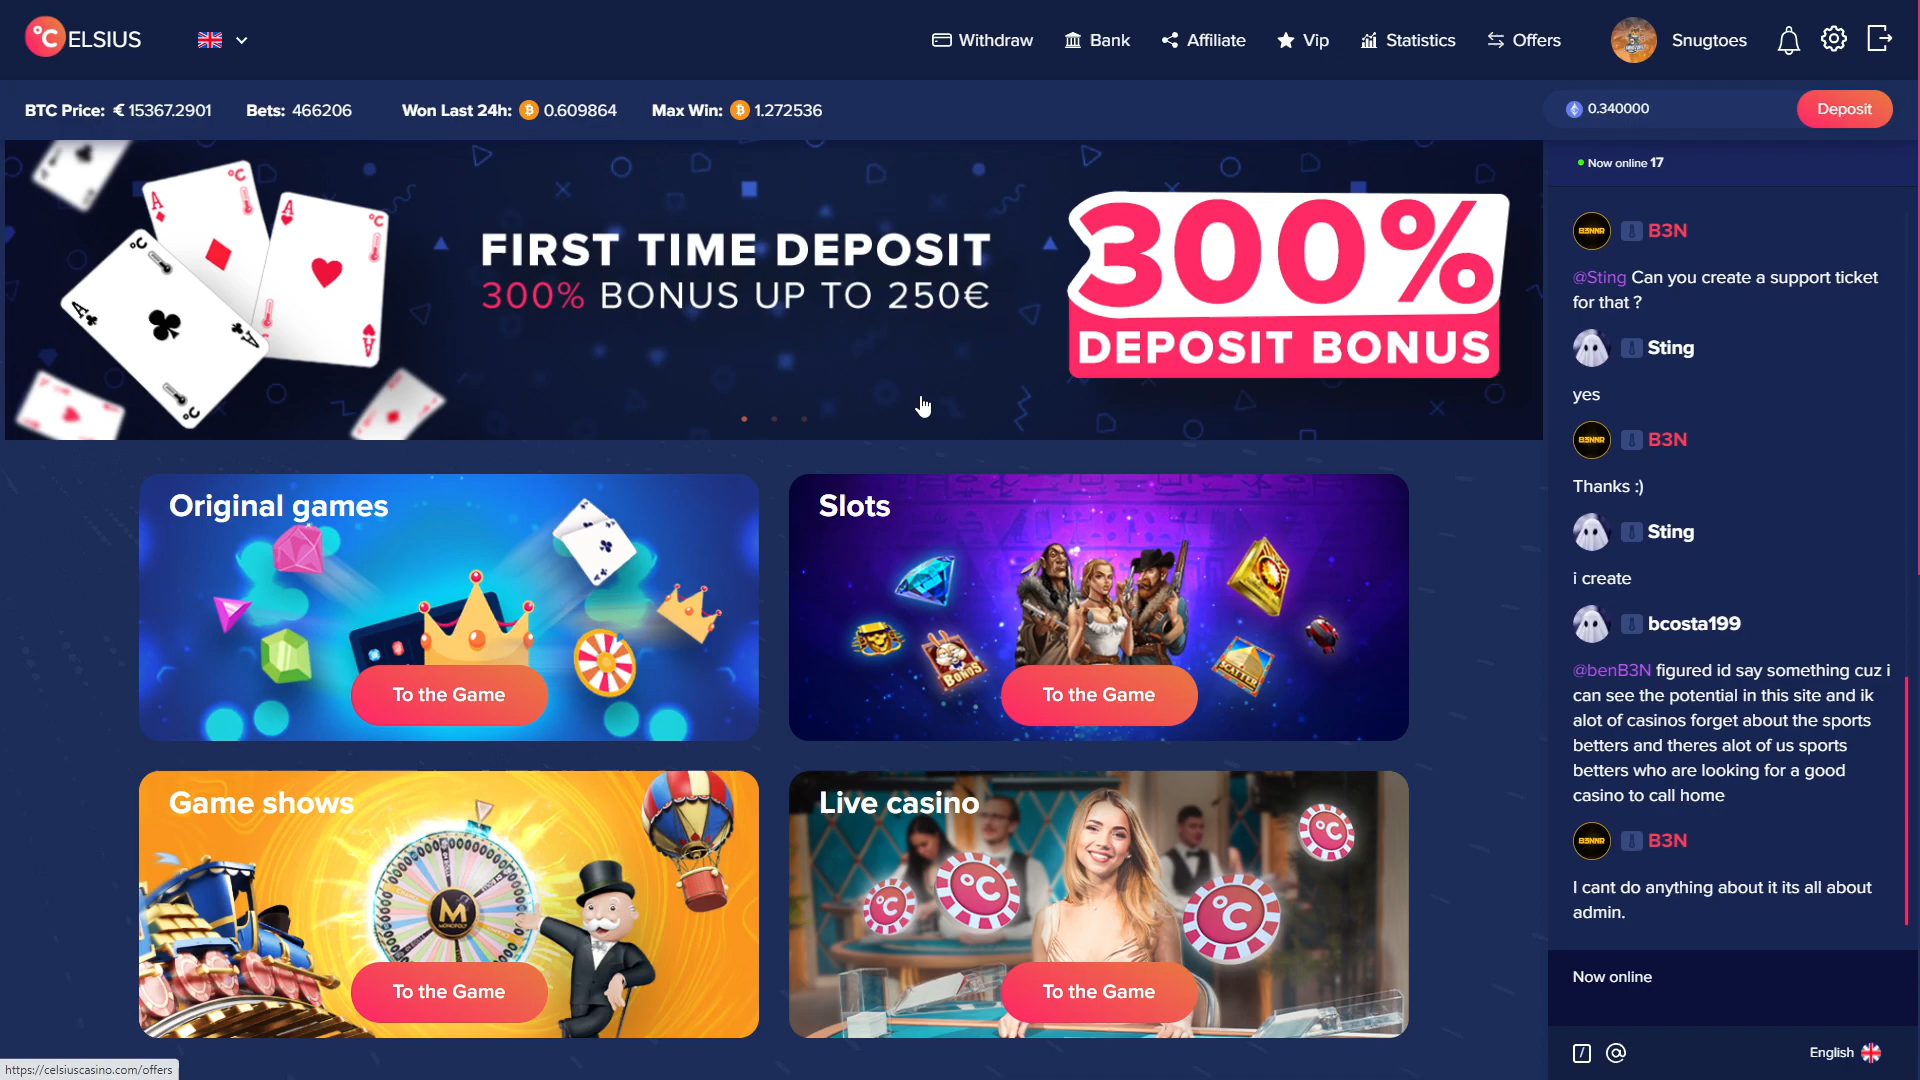 °C ELSIUS
Withdraw
Bank
Affiliate
Vip
Statistics
Offers
Snugtoes
BTC Price: € 15367.2901
Bets: 466206
Won Last 24h: 0.609864
Max Win: 1.272536
0.340000
Deposit
FIRST TIME DEPOSIT
300% BONUS UP TO 250€
300%
DEPOSIT BONUS
Original games
To the Game
Slots
BONUS
SCATTER
To the Game
Game shows
M
MONOPOLY
To the Game
Live casino
°C
°C
°C
°C
To the Game
Now online 17
B3NNR
B3N
@Sting Can you create a support ticket
for that ?
Sting
yes
B3NNR
B3N
Thanks :)
Sting
i create
bcosta199
@benB3N figured id say something cuz i
can see the potential in this site and ik
alot of casinos forget about the sports
betters and theres alot of us sports
betters who are looking for a good
casino to call home
B3NNR
B3N
I cant do anything about it its all about
admin.
Now online
/ @
English
https://celsiuscasino.com/offers